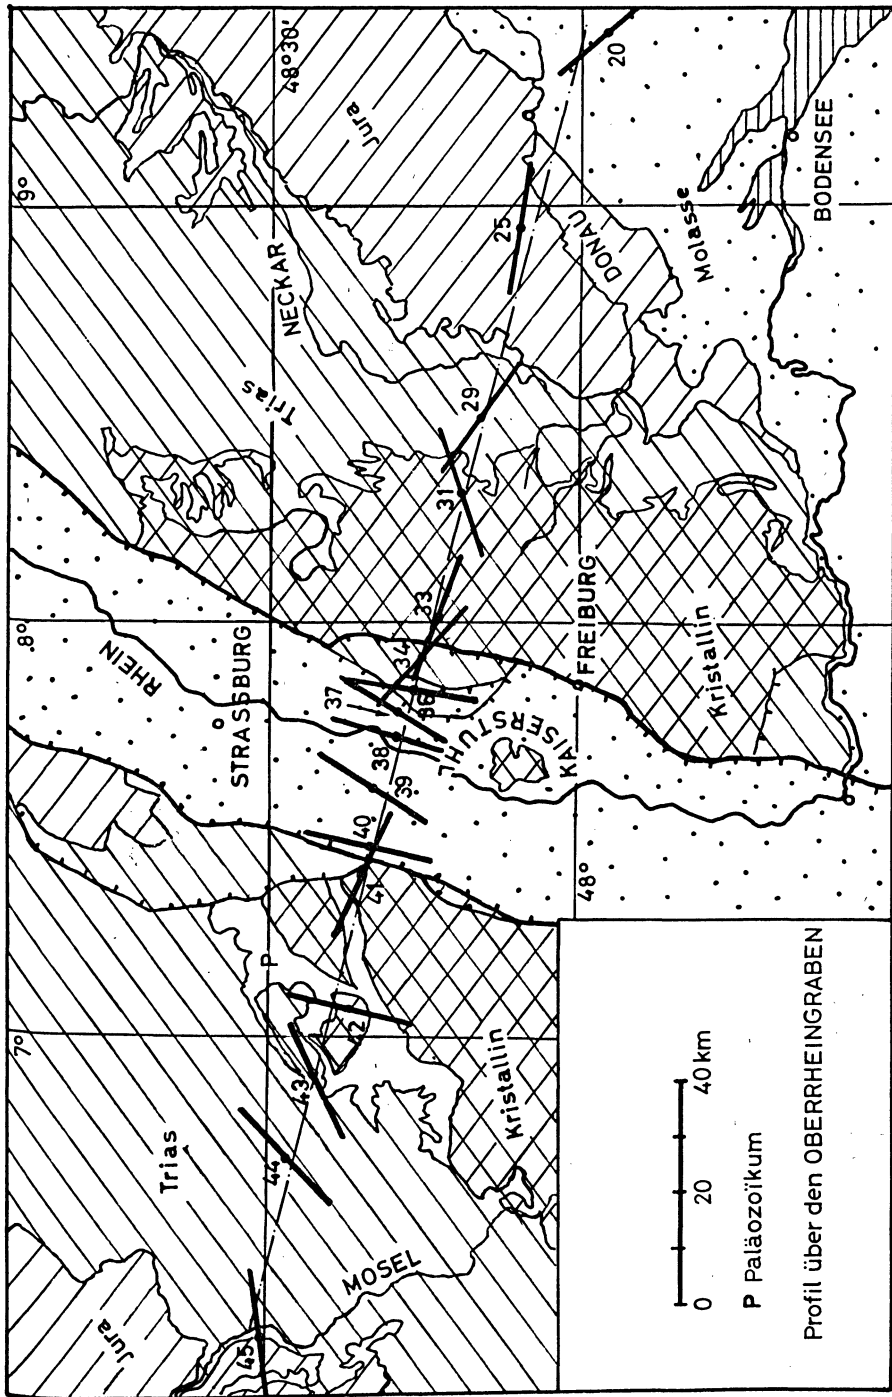 7°
8°
9°
48°30'
Jura
Trias
RHEIN
STRASSBURG
Trias
NECKAR
Jura
P
MOSEL
45
44
43
42
41
40
39
38
37
36
34
33
31
29
25
20
KAISERSTUHL
FREIBURG
DONAU
Molasse
Kristallin
Kristallin
48°
BODENSEE
0 20 40 km
P Paläozoïkum
Profil über den OBERRHEINGRABEN